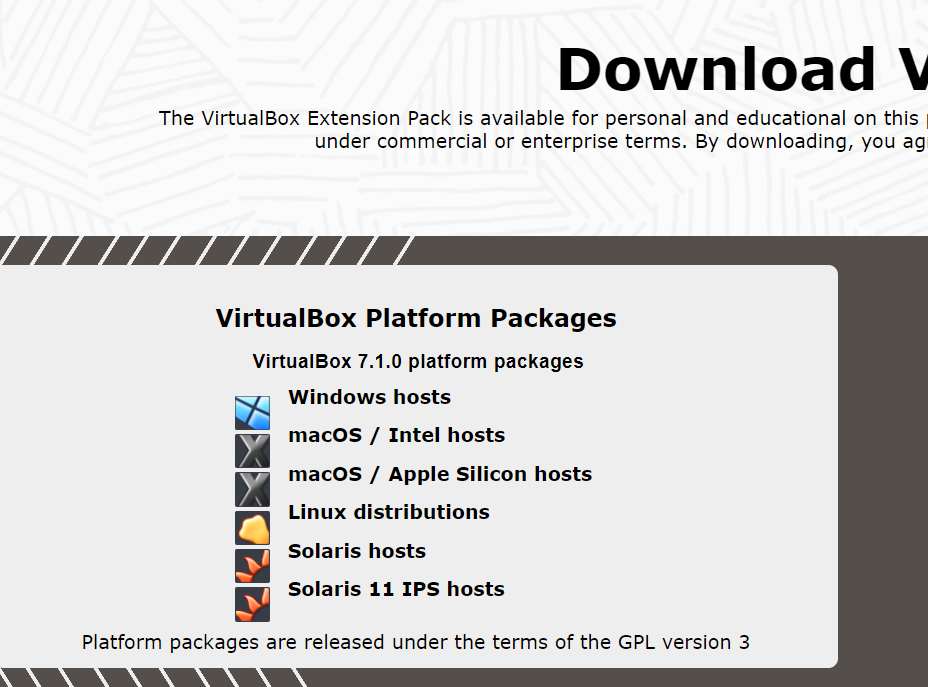 Download
The VirtualBox Extension Pack is available for personal and educational on this
under commercial or enterprise terms. By downloading, you
VirtualBox Platform Packages
VirtualBox 7.1.0 platform packages
Windows hosts
macOS / Intel hosts
macOS / Apple Silicon hosts
Linux distributions
Solaris hosts
Solaris 11 IPS hosts
Platform packages are released under the terms of the GPL version 3